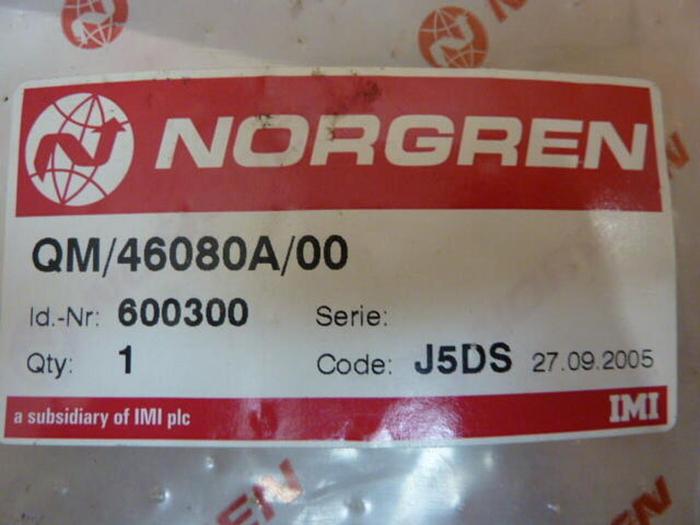 NORGREN
QM/46080A/00
Id.-Nr: 600300 Serie:
Qty: 1 Code: J5DS 27.09.2005
a subsidiary of IMI plc IMI